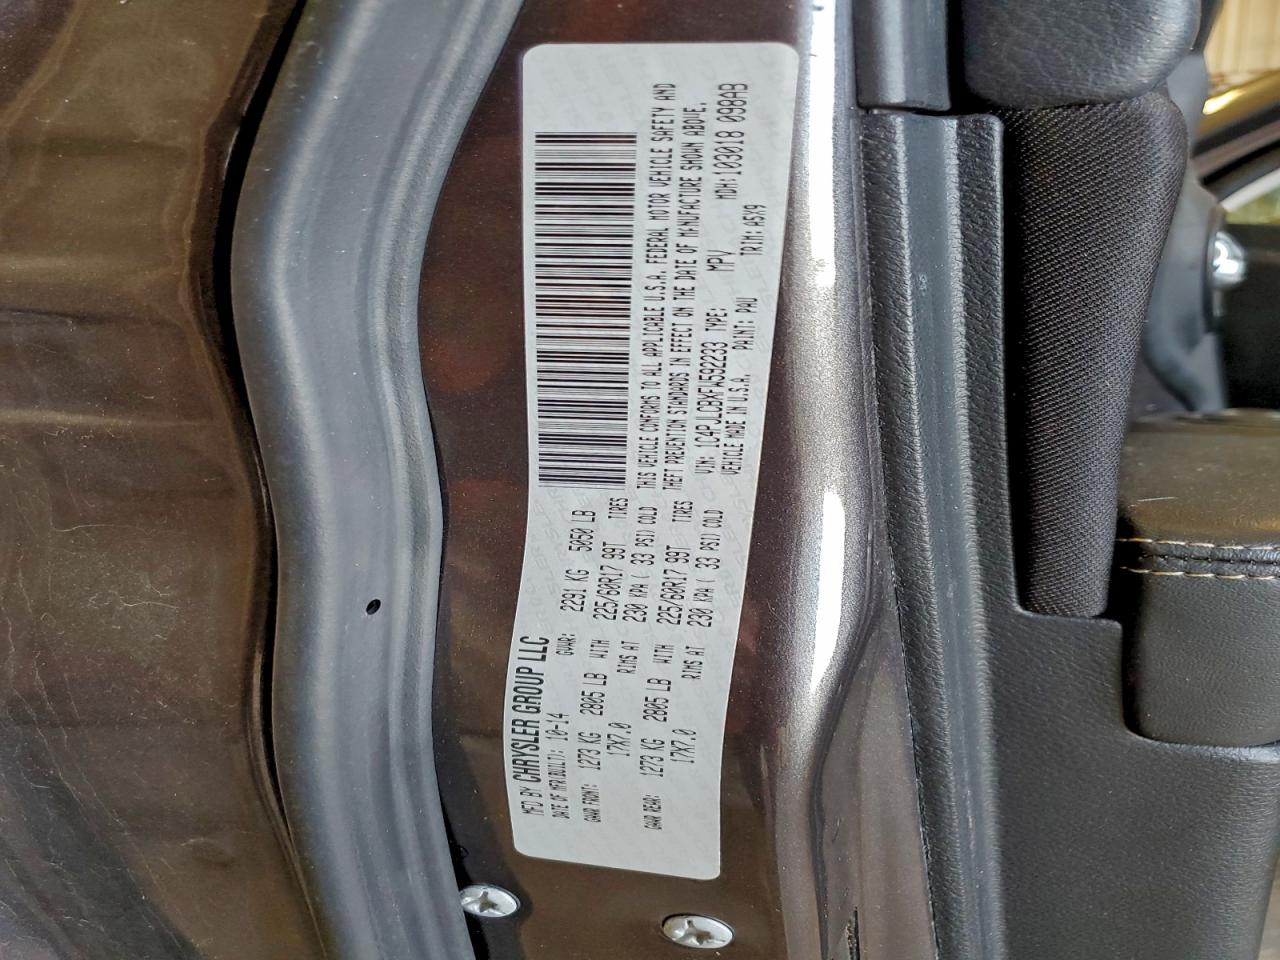 MFD BY CHRYSLER GROUP LLC
DATE OF MFR(BUILT): 10-14 GVWR: 2291 KG 5050 LB
GAWR FRONT: 1273 KG 2805 LB WITH 225/60R17 99T TIRES
17X7.0 RIMS AT 230 KPA ( 33 PSI) COLD
GAWR REAR: 1273 KG 2805 LB WITH 225/60R17 99T TIRES
17X7.0 RIMS AT 230 KPA ( 33 PSI) COLD
THIS VEHICLE CONFORMS TO ALL APPLICABLE U.S.A. FEDERAL MOTOR VEHICLE SAFETY AND
THEFT PREVENTION STANDARDS IN EFFECT ON THE DATE OF MANUFACTURE SHOWN ABOVE.
VIN: 1C4PJLCBXFW592233 TYPE: MPV MDH:103018 098AB
VEHICLE MADE IN U.S.A. PAINT: PAU TRIM: A5X9